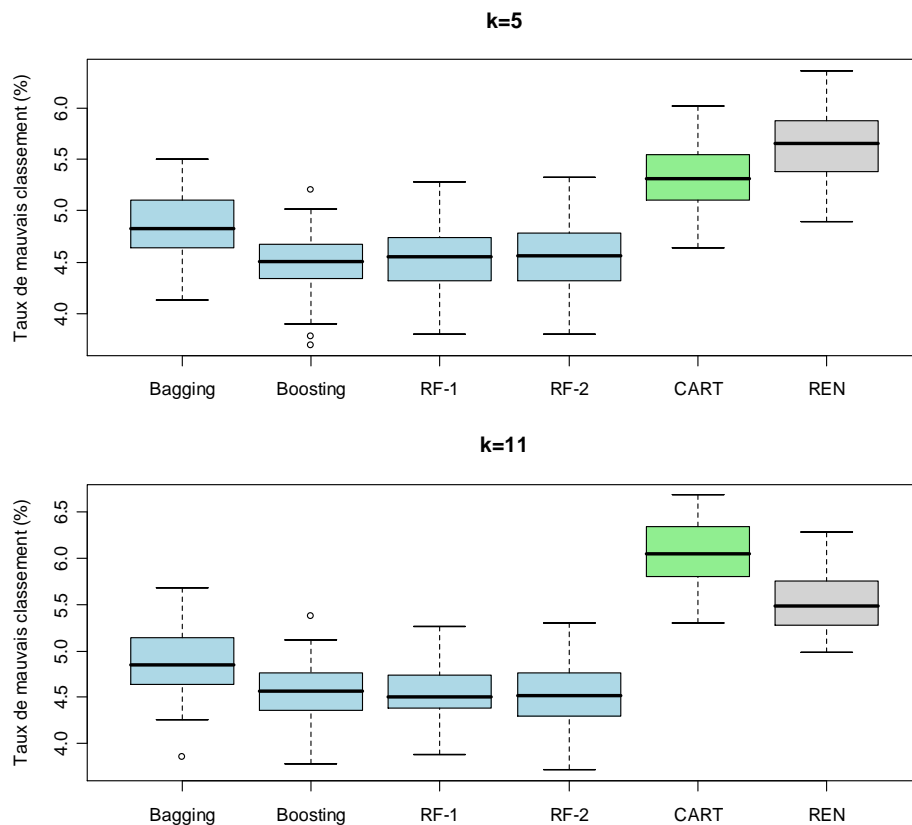 k=5
Taux de mauvais classement (%)
6.0
5.5
5.0
4.5
4.0
Bagging Boosting RF-1 RF-2 CART REN
k=11
Taux de mauvais classement (%)
6.5
6.0
5.5
5.0
4.5
4.0
Bagging Boosting RF-1 RF-2 CART REN